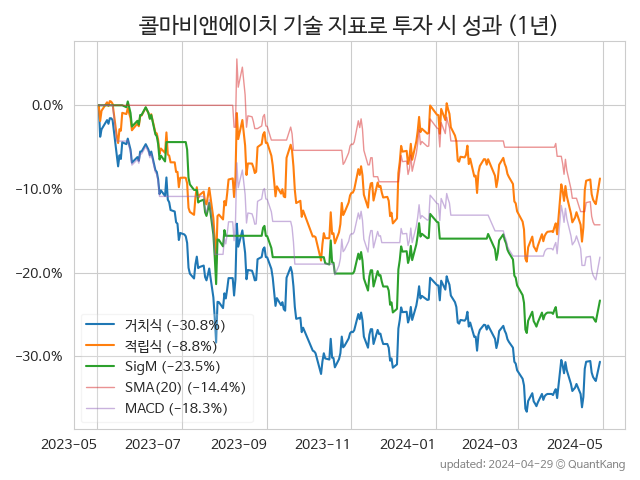 콜마비앤에이치 기술 지표로 투자 시 성과 (1년)
0.0%
−10.0%
−20.0%
−30.0%
거치식 (−30.8%)
적립식 (−8.8%)
SigM (−23.5%)
SMA(20) (−14.4%)
MACD (−18.3%)
2023-05 2023-07 2023-09 2023-11 2024-01 2024-03 2024-05
updated: 2024-04-29 © QuantKang